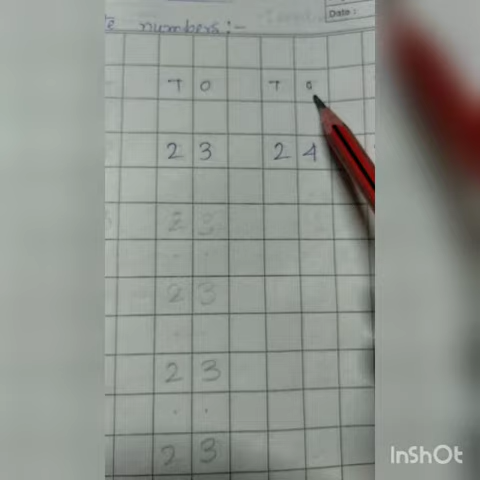 Date :
numbers:-
T O T O
2 3 2 4
2 3
2 3
2 3
2 3
InShOt